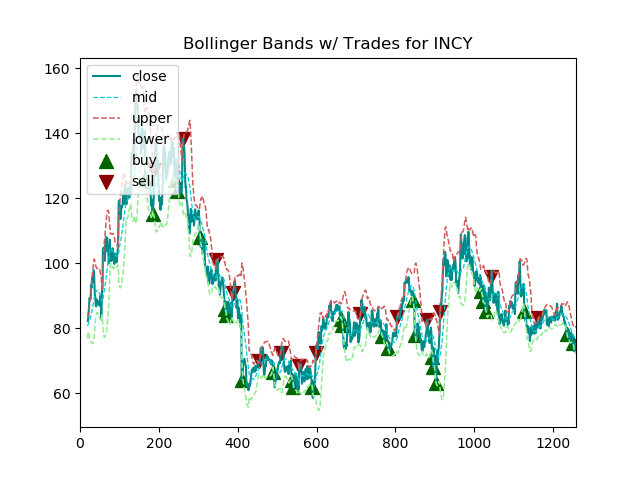 Bollinger Bands w/ Trades for INCY
160
140
120
100
80
60
close
mid
upper
lower
buy
sell
0 200 400 600 800 1000 1200